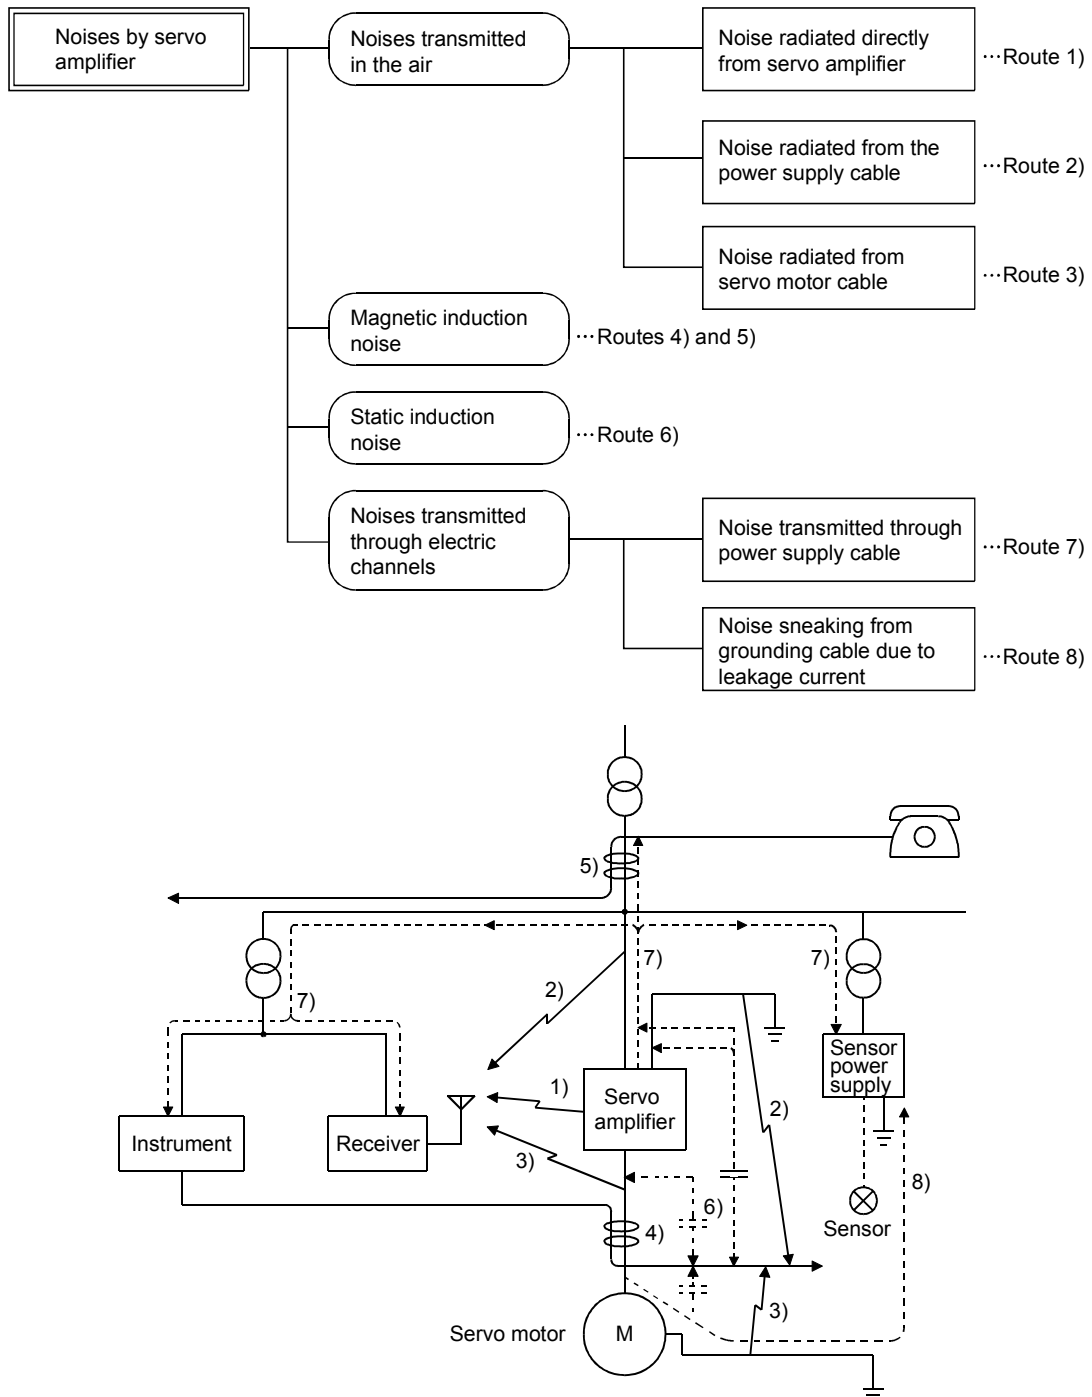 Noises by servo
amplifier
Noises transmitted
in the air
Noise radiated directly
from servo amplifier
···Route 1)
Noise radiated from the
power supply cable
···Route 2)
Noise radiated from
servo motor cable
···Route 3)
Magnetic induction
noise
···Routes 4) and 5)
Static induction
noise
···Route 6)
Noises transmitted
through electric
channels
Noise transmitted through
power supply cable
···Route 7)
Noise sneaking from
grounding cable due to
leakage current
···Route 8)
5)
7)
7)
2)
7)
Sensor
power
supply
1)
Servo
amplifier
2)
Instrument
Receiver
3)
8)
6)
Sensor
4)
3)
Servo motor
M